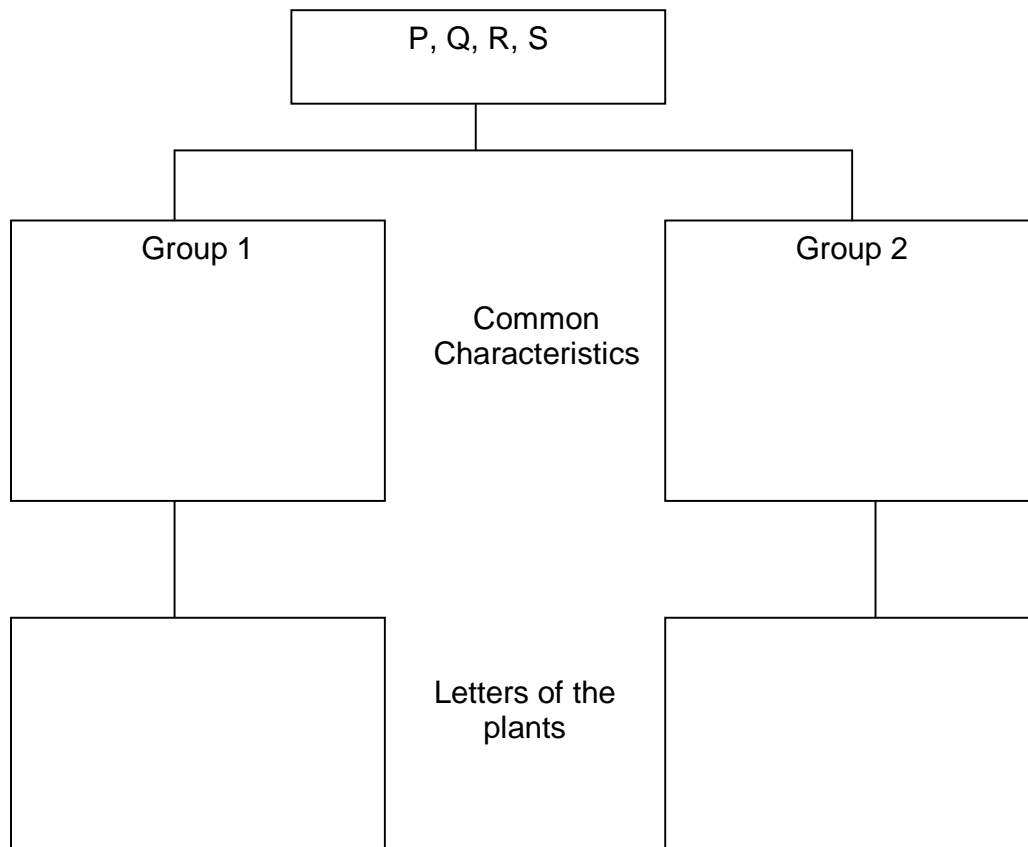 P, Q, R, S
Group 1
Group 2
Common
Characteristics
Letters of the
plants